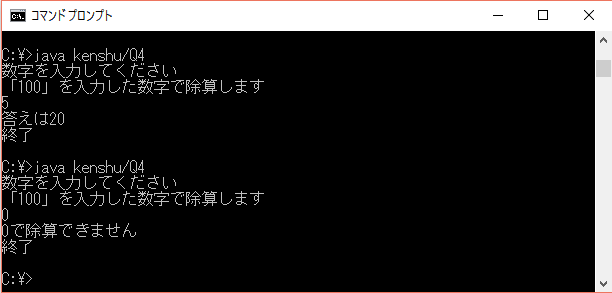 コマンドプロンプト
C:¥>java kenshu/Q4
数字を入力してください
「100」を入力した数字で除算します
5
答えは20
終了
C:¥>java kenshu/Q4
数字を入力してください
「100」を入力した数字で除算します
0
0で除算できません
終了
C:¥>